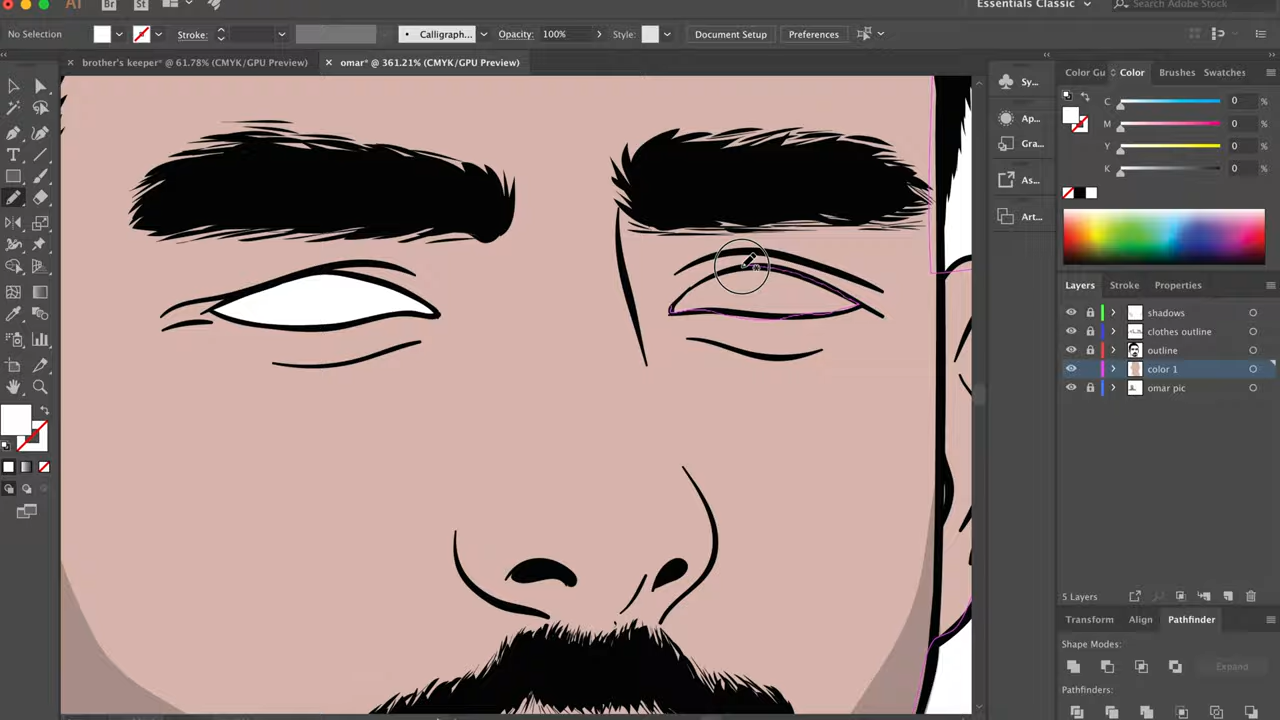 Ai Br St Essentials Classic Search Adobe Stock
No Selection Stroke: Calligraph... Opacity: 100% Style: Document Setup Preferences
× brother's keeper* @ 61.78% (CMYK/GPU Preview) × omar* @ 361.21% (CMYK/GPU Preview)
Color Gu Color Brushes Swatches
Sy...
C 0 %
Ap...
M 0 %
Gra...
Y 0 %
K 0 %
As...
Art...
Layers Stroke Properties
shadows
clothes outline
outline
color 1
omar pic
5 Layers
Transform Align Pathfinder
Shape Modes:
Expand
Pathfinders: